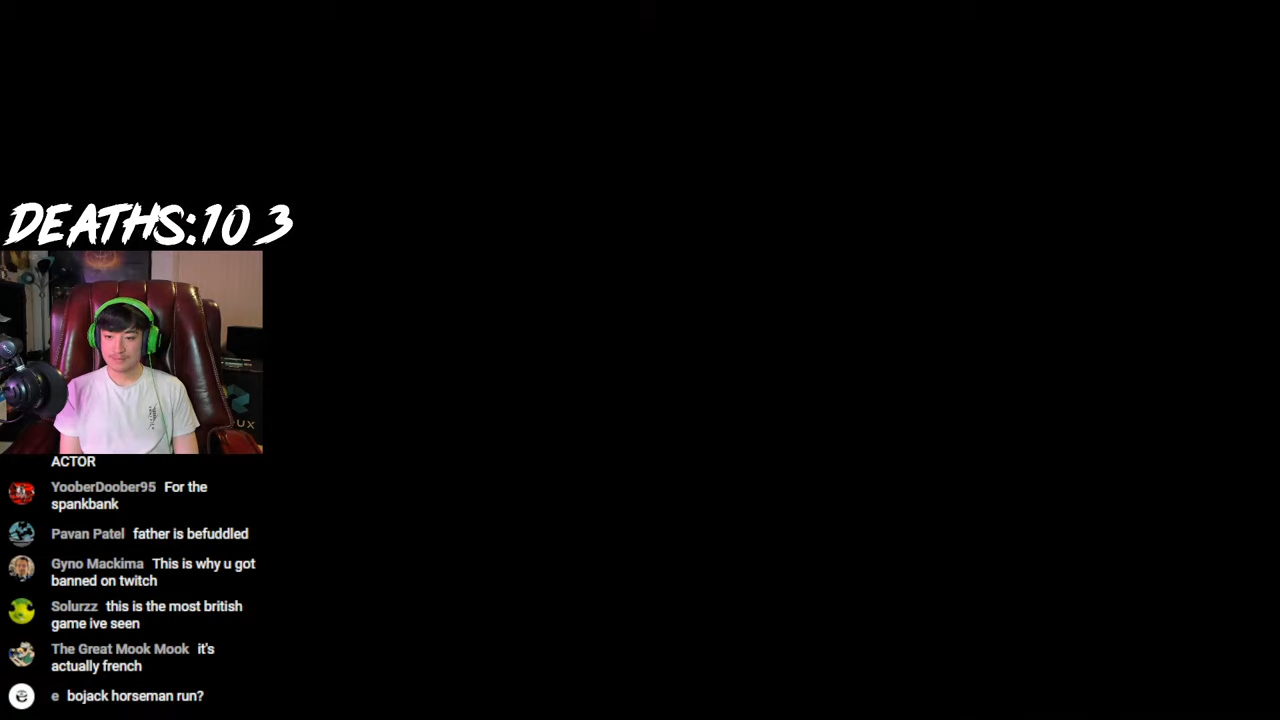 DEATHS:10 3
UX
ACTOR
YooberDoober95 For the
spankbank
Pavan Patel father is befuddled
Gyno Mackima This is why u got
banned on twitch
Solurzz this is the most british
game ive seen
The Great Mook Mook it's
actually french
e bojack horseman run?